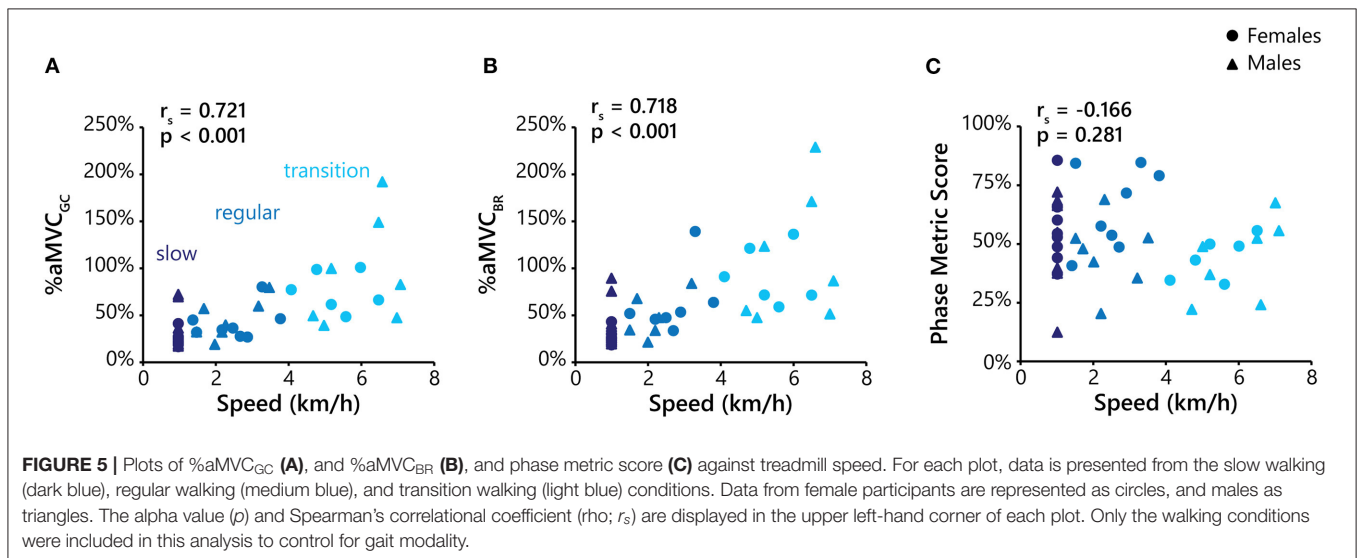 Females
Males
A
r_s = 0.721
p < 0.001
250%
200%
150%
100%
50%
0%
%aMVC_GC
slow
regular
transition
0
2
4
6
8
Speed (km/h)
B
r_s = 0.718
p < 0.001
250%
200%
150%
100%
50%
0%
%aMVC_BR
0
2
4
6
8
Speed (km/h)
C
r_s = -0.166
p = 0.281
100%
75%
50%
25%
0%
Phase Metric Score
0
2
4
6
8
Speed (km/h)
FIGURE 5 | Plots of %aMVC_GC (A), and %aMVC_BR (B), and phase metric score (C) against treadmill speed. For each plot, data is presented from the slow walking
(dark blue), regular walking (medium blue), and transition walking (light blue) conditions. Data from female participants are represented as circles, and males as
triangles. The alpha value (p) and Spearman's correlational coefficient (rho; r_s) are displayed in the upper left-hand corner of each plot. Only the walking conditions
were included in this analysis to control for gait modality.